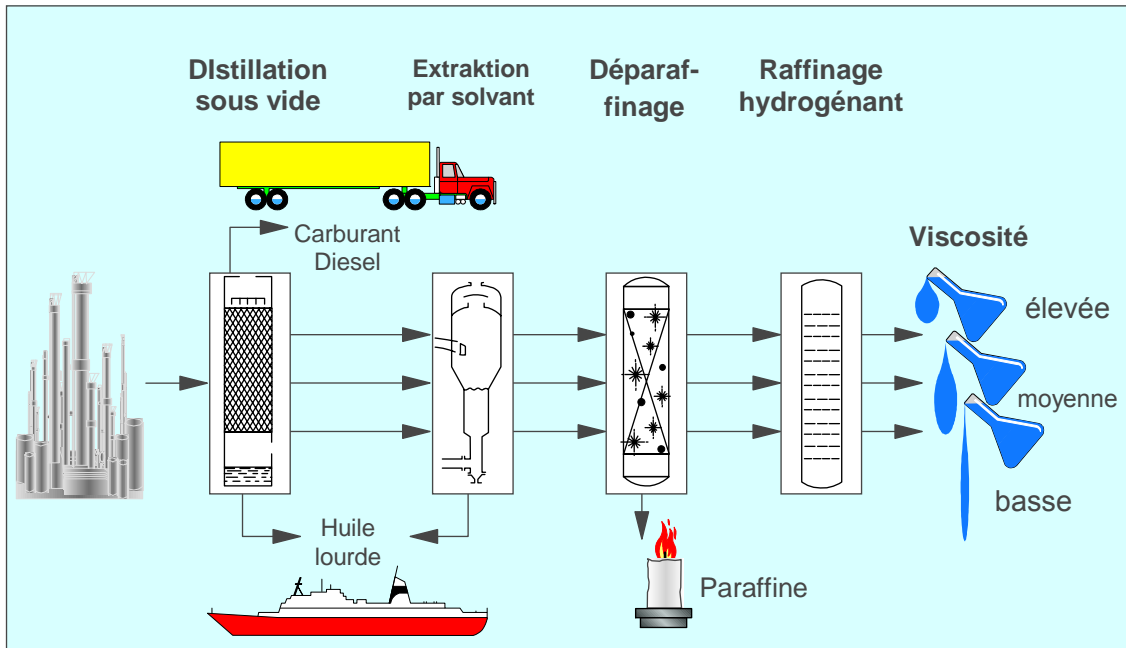 DIstillation
sous vide
Extraktion
par solvant
Déparaf-
finage
Raffinage
hydrogénant
Carburant
Diesel
Viscosité
élevée
moyenne
basse
Huile
lourde
Paraffine